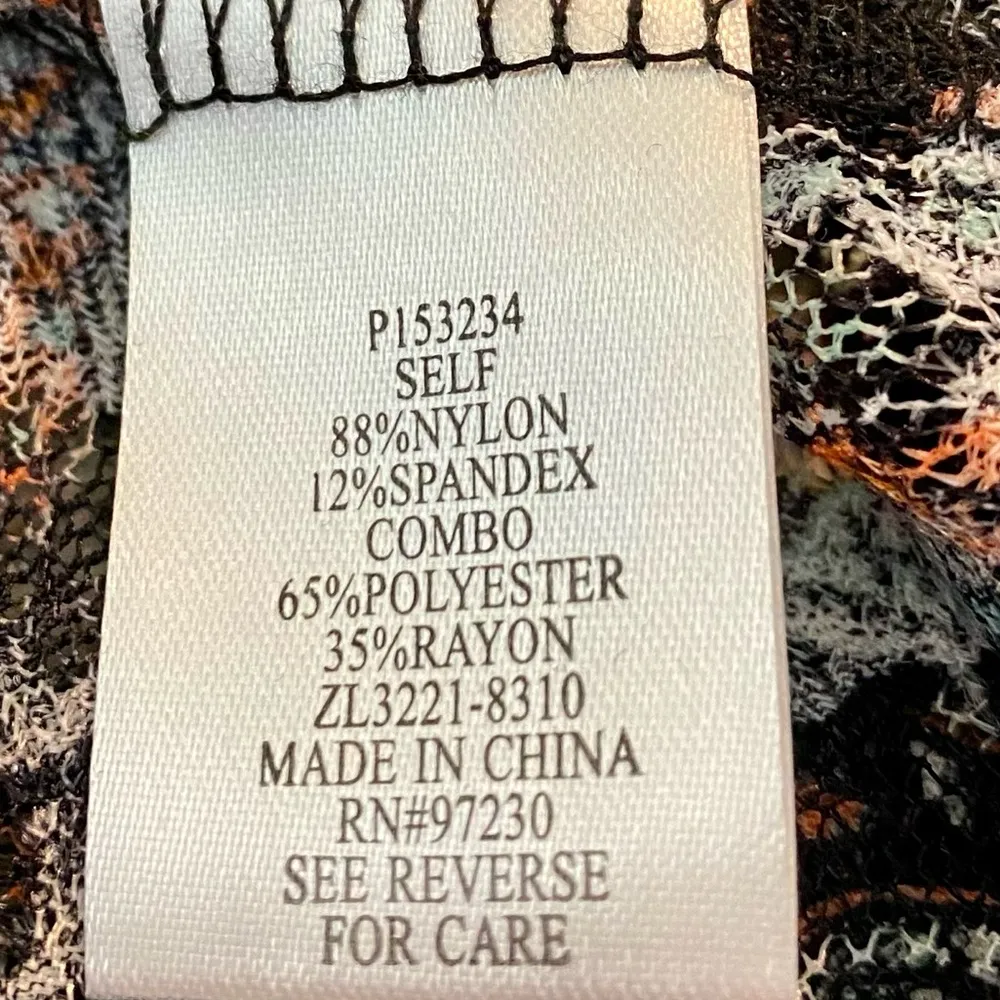 P153234
SELF
88%NYLON
12%SPANDEX
COMBO
65%POLYESTER
35%RAYON
ZL3221-8310
MADE IN CHINA
RN#97230
SEE REVERSE
FOR CARE